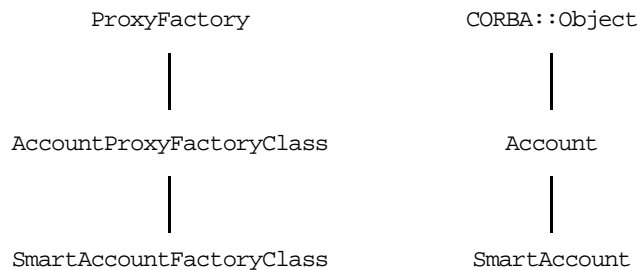 ProxyFactory CORBA::Object
AccountProxyFactoryClass Account
SmartAccountFactoryClass SmartAccount